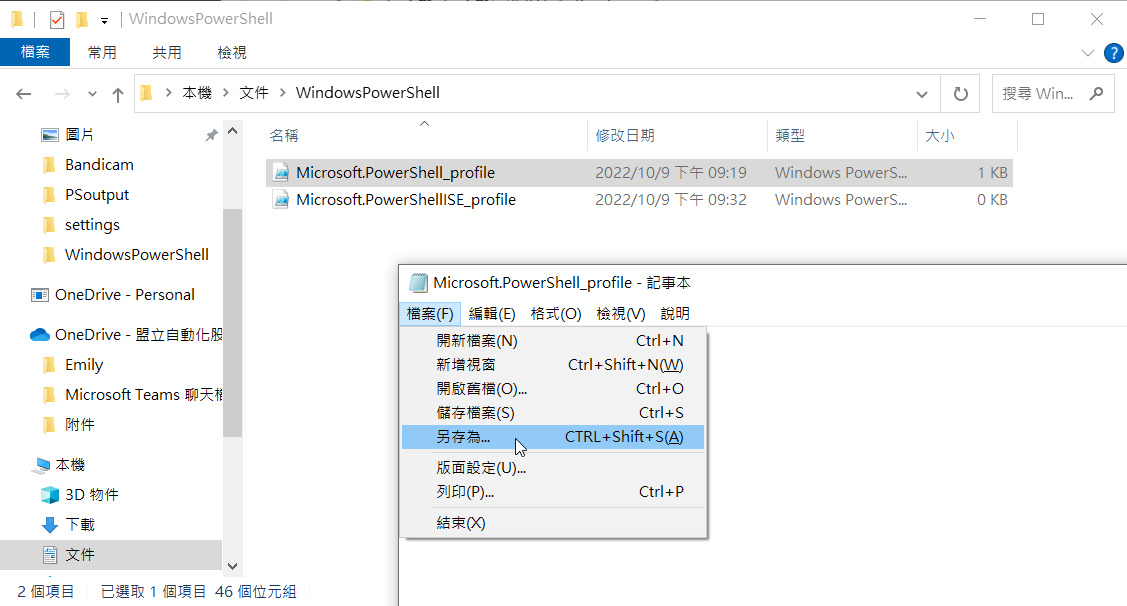 WindowsPowerShell
檔案 常用 共用 檢視
本機 文件 WindowsPowerShell 搜尋 Win...
名稱 修改日期 類型 大小
圖片
Bandicam
PSoutput
settings
WindowsPowerShell
OneDrive - Personal
OneDrive - 盟立自動化股
Emily
Microsoft Teams 聊天檔
附件
本機
3D 物件
下載
文件
Microsoft.PowerShell_profile 2022/10/9 下午 09:19 Windows PowerS... 1 KB
Microsoft.PowerShellISE_profile 2022/10/9 下午 09:32 Windows PowerS... 0 KB
Microsoft.PowerShell_profile - 記事本
檔案(F) 編輯(E) 格式(O) 檢視(V) 說明
開新檔案(N) Ctrl+N
新增視窗 Ctrl+Shift+N(W)
開啟舊檔(O)... Ctrl+O
儲存檔案(S) Ctrl+S
另存為... CTRL+Shift+S(A)
版面設定(U)...
列印(P)... Ctrl+P
結束(X)
2 個項目 已選取 1 個項目 46 個位元組